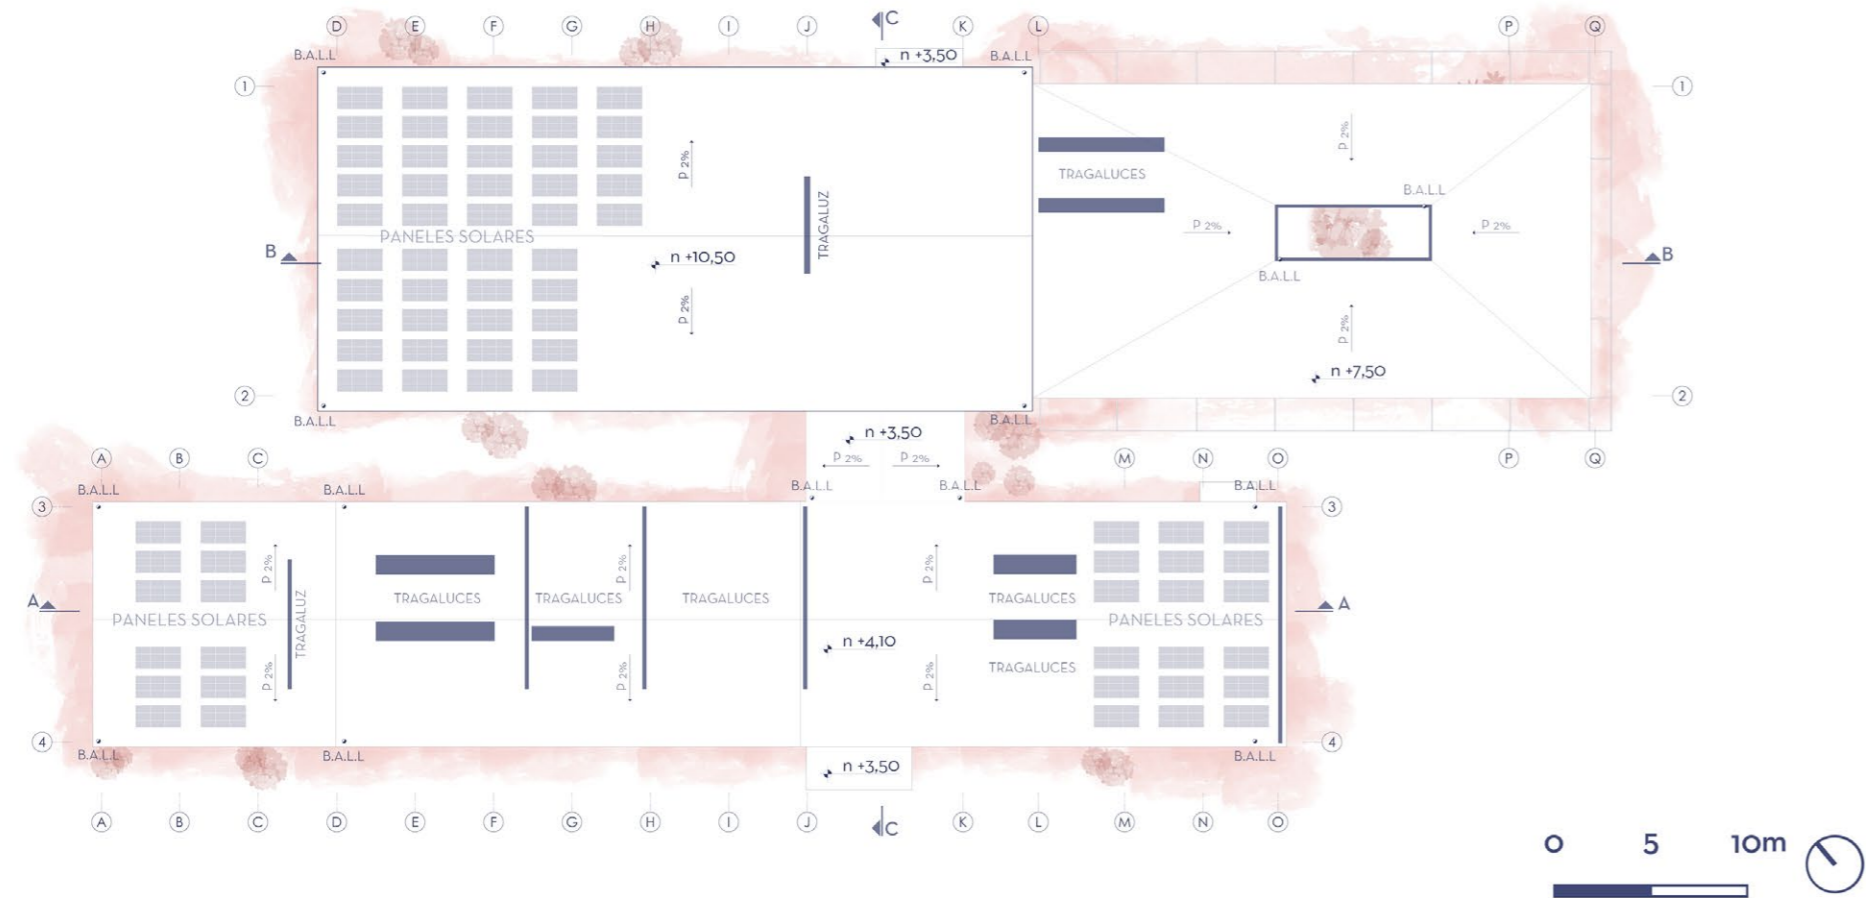 D E F G H I J C K L P Q
B.A.L.L n +3,50 B.A.L.L
1 1
P 2% P 2%
TRAGALUCES
TRAGALUZ
B.A.L.L
PANELES SOLARES
P 2% P 2%
B n +10,50 B
B.A.L.L
P 2% P 2%
n +7,50
2 2
B.A.L.L B.A.L.L
n +3,50
P 2% P 2%
A B C M N O P Q
B.A.L.L B.A.L.L B.A.L.L B.A.L.L B.A.L.L
3 3
P 2% P 2% P 2%
TRAGALUCES TRAGALUCES TRAGALUCES TRAGALUCES
A A
PANELES SOLARES TRAGALUZ PANELES SOLARES
n +4,10
TRAGALUCES
P 2% P 2% P 2%
4 4
B.A.L.L B.A.L.L B.A.L.L
n +3,50
A B C D E F G H I J C K L M N O
0 5 10m